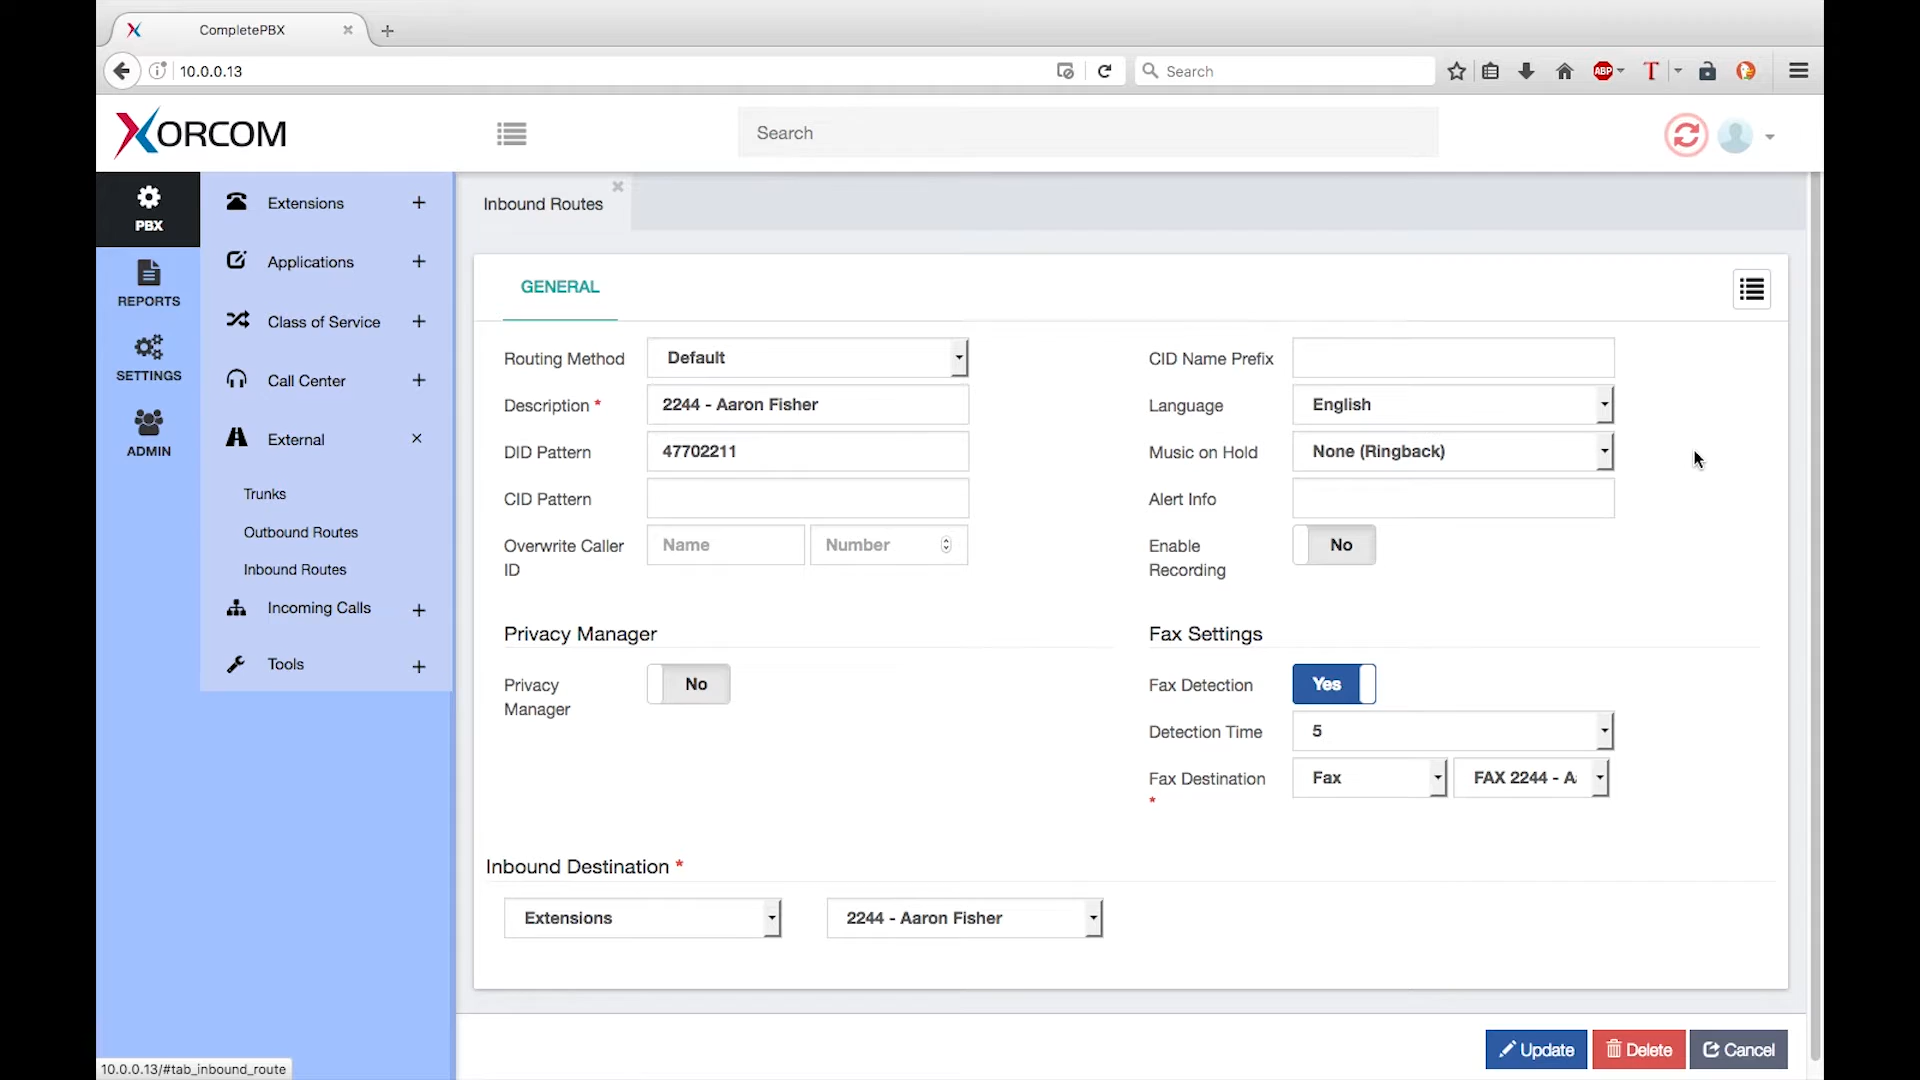 CompletePBX
10.0.0.13
Search
ABP
T
XORCOM
Search
PBX
REPORTS
SETTINGS
ADMIN
Extensions
Applications
Class of Service
Call Center
External
Trunks
Outbound Routes
Inbound Routes
Incoming Calls
Tools
Inbound Routes
GENERAL
Routing Method Default
Description * 2244 - Aaron Fisher
DID Pattern 47702211
CID Pattern
Overwrite Caller ID Name Number
CID Name Prefix
Language English
Music on Hold None (Ringback)
Alert Info
Enable Recording No
Privacy Manager
Privacy Manager No
Fax Settings
Fax Detection Yes
Detection Time 5
Fax Destination * Fax FAX 2244 - A
Inbound Destination *
Extensions 2244 - Aaron Fisher
Update Delete Cancel
10.0.0.13/#tab_inbound_route